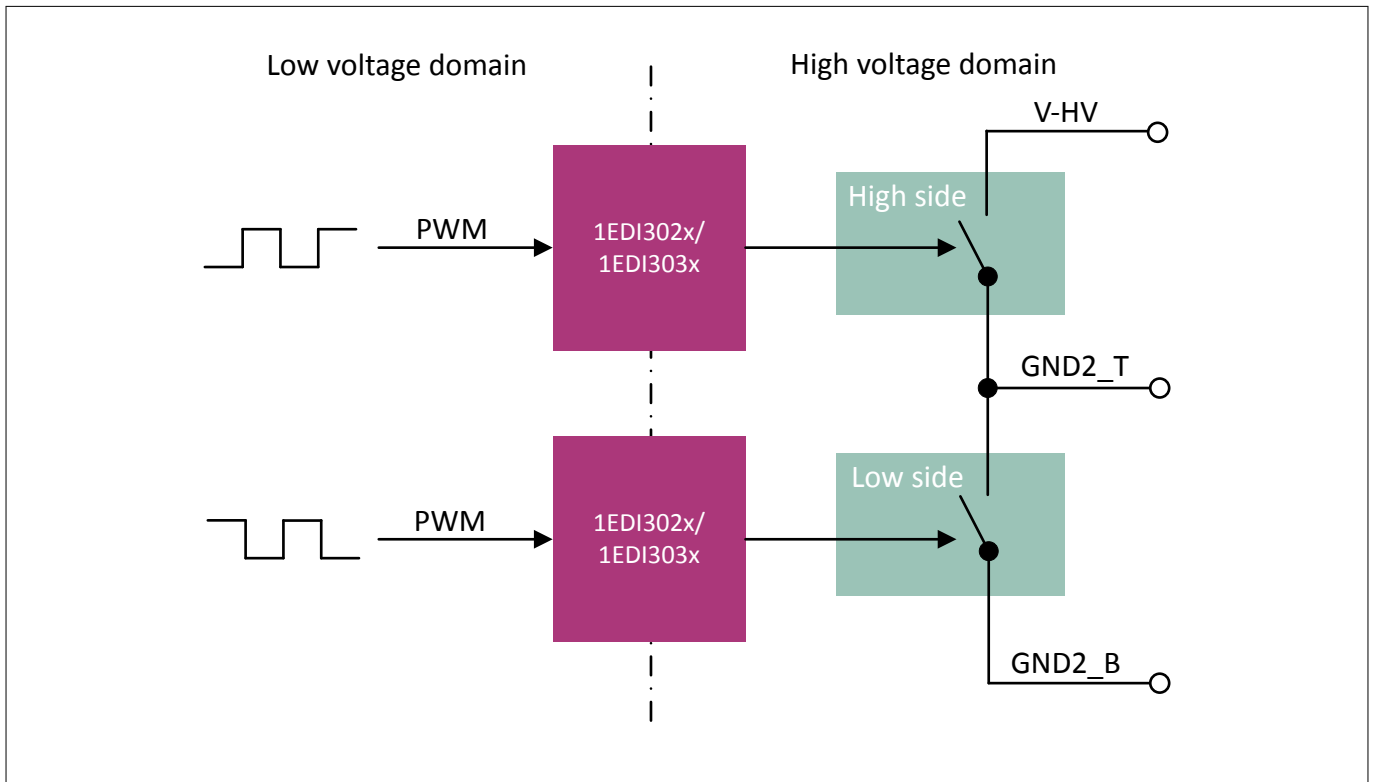 Low voltage domain
High voltage domain
V-HV
High side
PWM
1EDI302x/
1EDI303x
GND2_T
Low side
PWM
1EDI302x/
1EDI303x
GND2_B